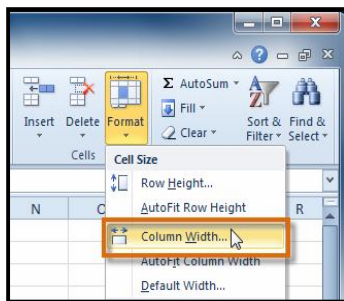 Σ AutoSum
Fill
Clear
Insert Delete Format
Sort & Find &
Filter Select
Cells
Cell Size
Row Height...
AutoFit Row Height
Column Width...
AutoFit Column Width
Default Width...
N
R